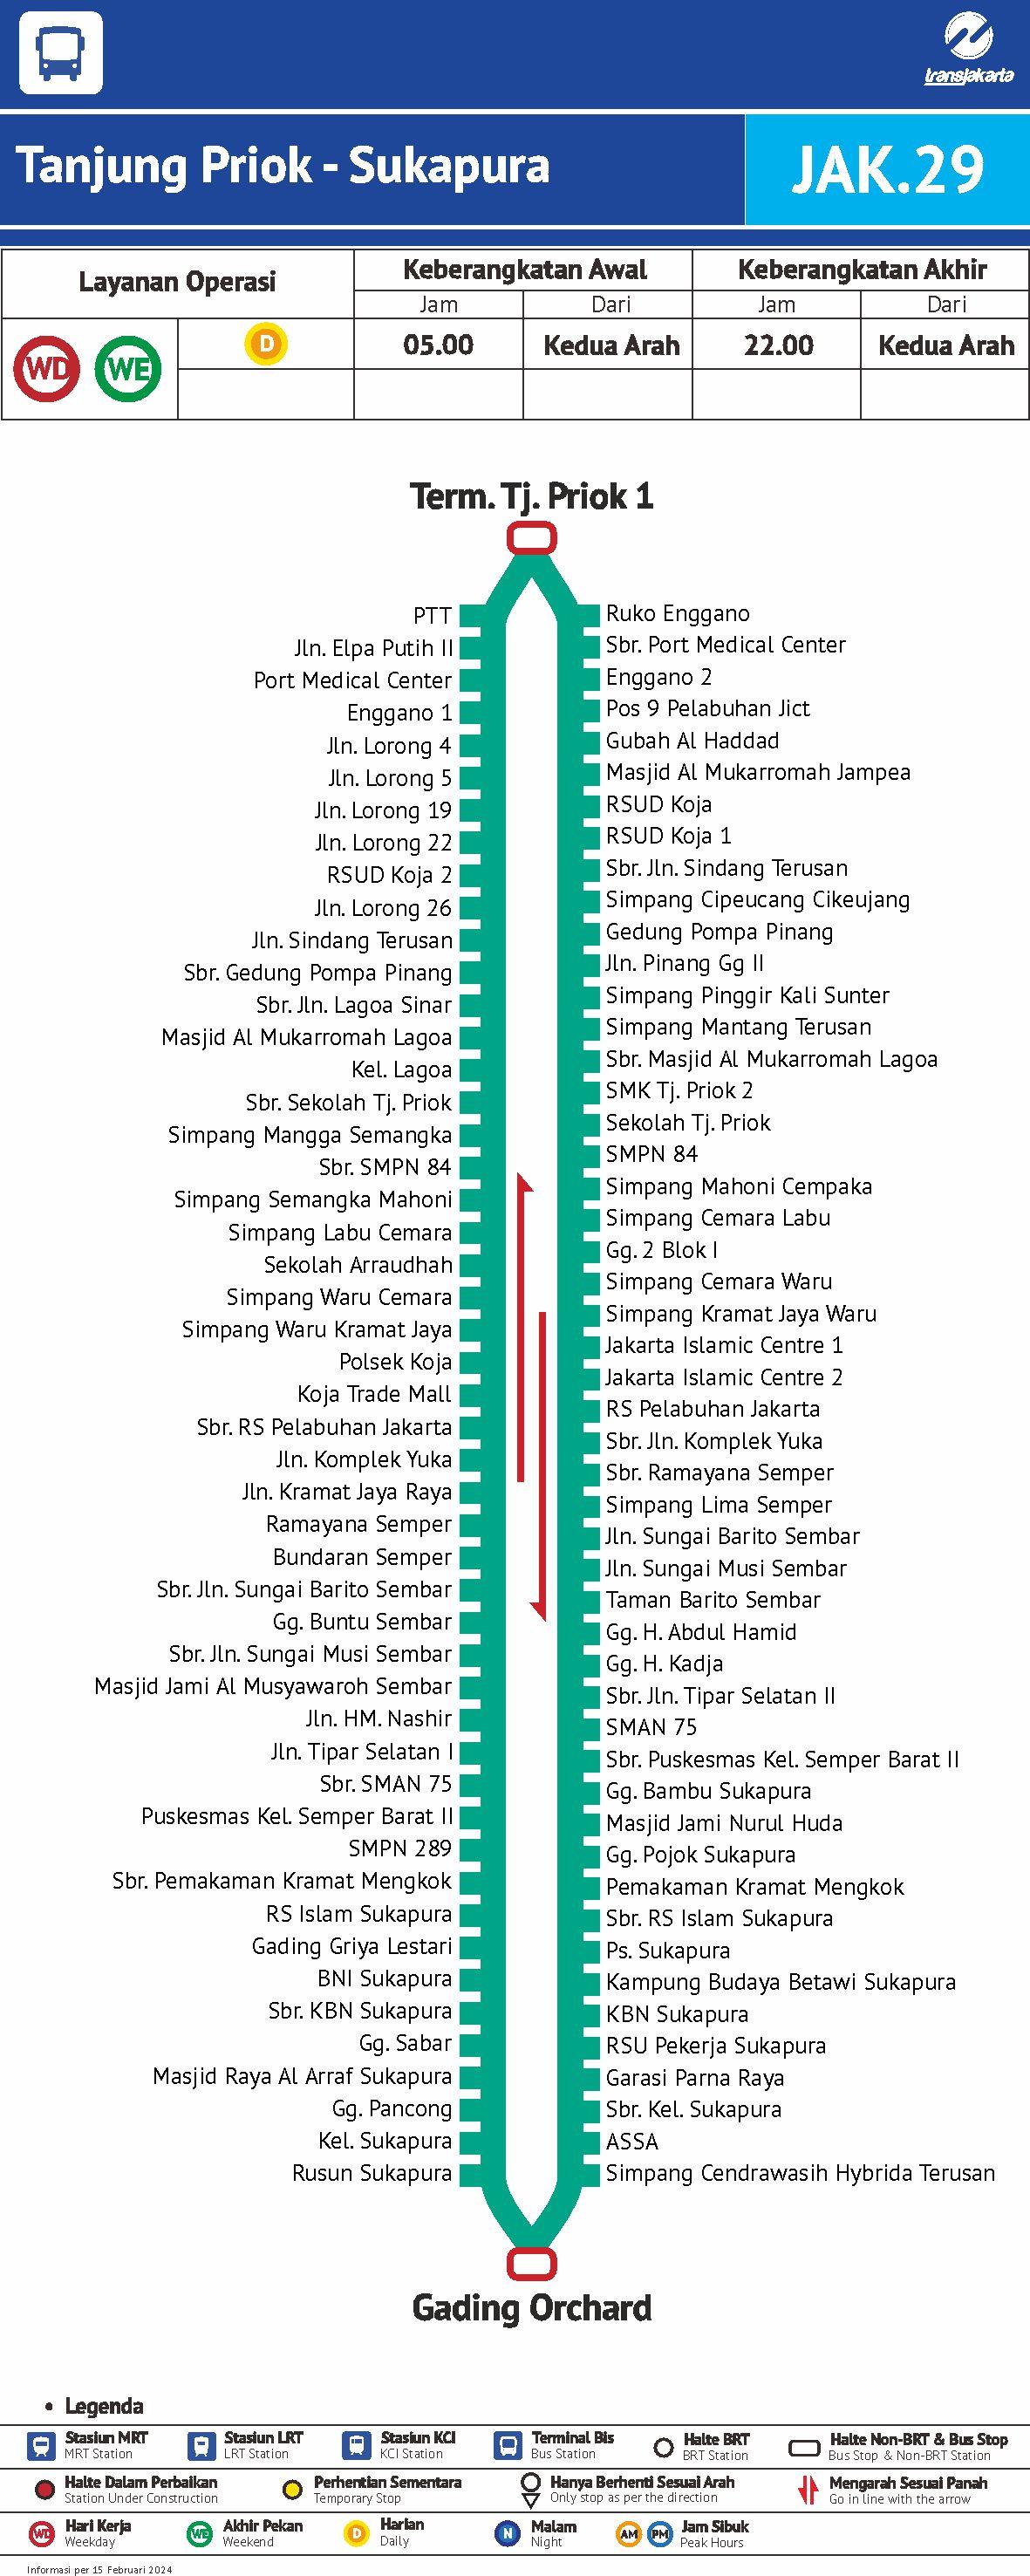 transjakarta
Tanjung Priok - Sukapura
JAK.29
Layanan Operasi
Keberangkatan Awal
Keberangkatan Akhir
Jam
Dari
Jam
Dari
WD
WE
D
05.00
Kedua Arah
22.00
Kedua Arah
Term. Tj. Priok 1
PTT
Jln. Elpa Putih II
Port Medical Center
Enggano 1
Jln. Lorong 4
Jln. Lorong 5
Jln. Lorong 19
Jln. Lorong 22
RSUD Koja 2
Jln. Lorong 26
Jln. Sindang Terusan
Sbr. Gedung Pompa Pinang
Sbr. Jln. Lagoa Sinar
Masjid Al Mukarromah Lagoa
Kel. Lagoa
Sbr. Sekolah Tj. Priok
Simpang Mangga Semangka
Sbr. SMPN 84
Simpang Semangka Mahoni
Simpang Labu Cemara
Sekolah Arraudhah
Simpang Waru Cemara
Simpang Waru Kramat Jaya
Polsek Koja
Koja Trade Mall
Sbr. RS Pelabuhan Jakarta
Jln. Komplek Yuka
Jln. Kramat Jaya Raya
Ramayana Semper
Bundaran Semper
Sbr. Jln. Sungai Barito Sembar
Gg. Buntu Sembar
Sbr. Jln. Sungai Musi Sembar
Masjid Jami Al Musyawaroh Sembar
Jln. HM. Nashir
Jln. Tipar Selatan I
Sbr. SMAN 75
Puskesmas Kel. Semper Barat II
SMPN 289
Sbr. Pemakaman Kramat Mengkok
RS Islam Sukapura
Gading Griya Lestari
BNI Sukapura
Sbr. KBN Sukapura
Gg. Sabar
Masjid Raya Al Arraf Sukapura
Gg. Pancong
Kel. Sukapura
Rusun Sukapura
Ruko Enggano
Sbr. Port Medical Center
Enggano 2
Pos 9 Pelabuhan Jict
Gubah Al Haddad
Masjid Al Mukarromah Jampea
RSUD Koja
RSUD Koja 1
Sbr. Jln. Sindang Terusan
Simpang Cipeucang Cikeujang
Gedung Pompa Pinang
Jln. Pinang Gg II
Simpang Pinggir Kali Sunter
Simpang Mantang Terusan
Sbr. Masjid Al Mukarromah Lagoa
SMK Tj. Priok 2
Sekolah Tj. Priok
SMPN 84
Simpang Mahoni Cempaka
Simpang Cemara Labu
Gg. 2 Blok I
Simpang Cemara Waru
Simpang Kramat Jaya Waru
Jakarta Islamic Centre 1
Jakarta Islamic Centre 2
RS Pelabuhan Jakarta
Sbr. Jln. Komplek Yuka
Sbr. Ramayana Semper
Simpang Lima Semper
Jln. Sungai Barito Sembar
Jln. Sungai Musi Sembar
Taman Barito Sembar
Gg. H. Abdul Hamid
Gg. H. Kadja
Sbr. Jln. Tipar Selatan II
SMAN 75
Sbr. Puskesmas Kel. Semper Barat II
Gg. Bambu Sukapura
Masjid Jami Nurul Huda
Gg. Pojok Sukapura
Pemakaman Kramat Mengkok
Sbr. RS Islam Sukapura
Ps. Sukapura
Kampung Budaya Betawi Sukapura
KBN Sukapura
RSU Pekerja Sukapura
Garasi Parna Raya
Sbr. Kel. Sukapura
ASSA
Simpang Cendrawasih Hybrida Terusan
Gading Orchard
• Legenda
Stasiun MRT
MRT Station
Stasiun LRT
LRT Station
Stasiun KCI
KCI Station
Terminal Bis
Bus Station
Halte BRT
BRT Station
Halte Non-BRT & Bus Stop
Bus Stop & Non-BRT Station
Halte Dalam Perbaikan
Station Under Construction
Perhentian Sementara
Temporary Stop
Hanya Berhenti Sesuai Arah
Only stop as per the direction
Mengarah Sesuai Panah
Go in line with the arrow
WD
Hari Kerja
Weekday
WE
Akhir Pekan
Weekend
D
Harian
Daily
N
Malam
Night
AM
PM
Jam Sibuk
Peak Hours
Informasi per 15 Februari 2024